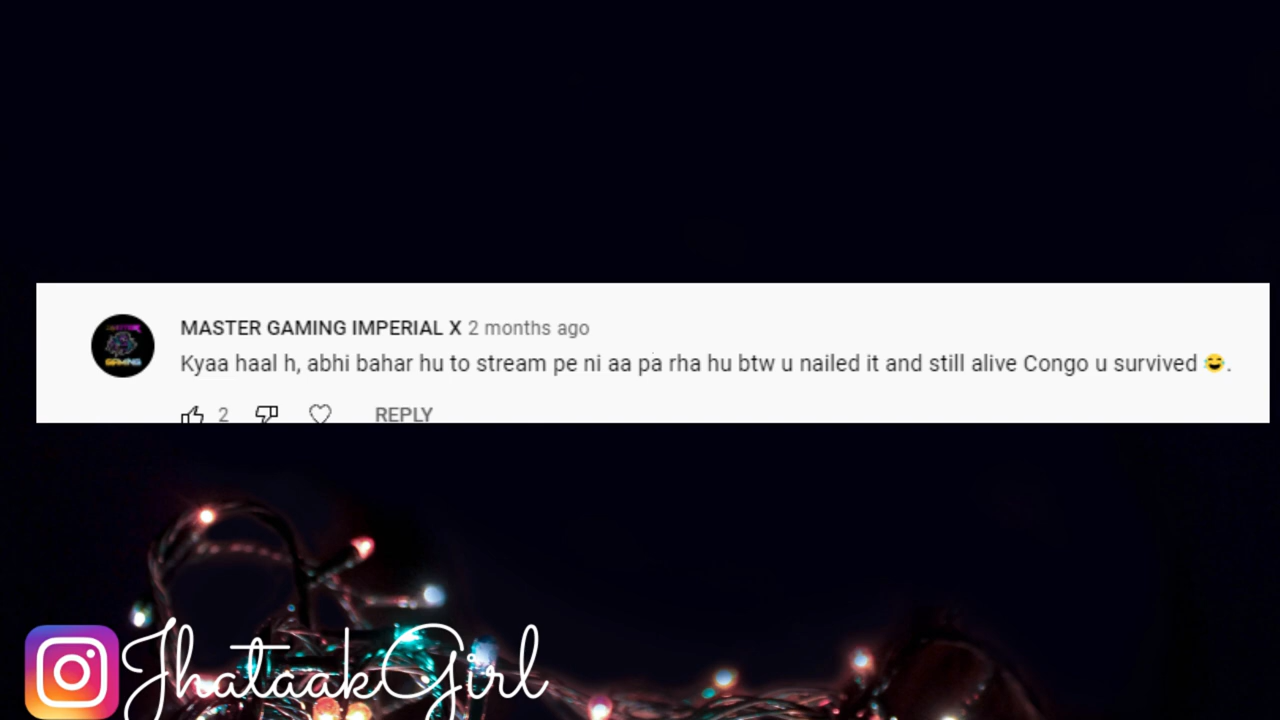 MASTER GAMING IMPERIAL X 2 months ago
Kyaa haal h, abhi bahar hu to stream pe ni aa pa rha hu btw u nailed it and still alive Congo u survived 😂.
2 REPLY
JhataakGirl